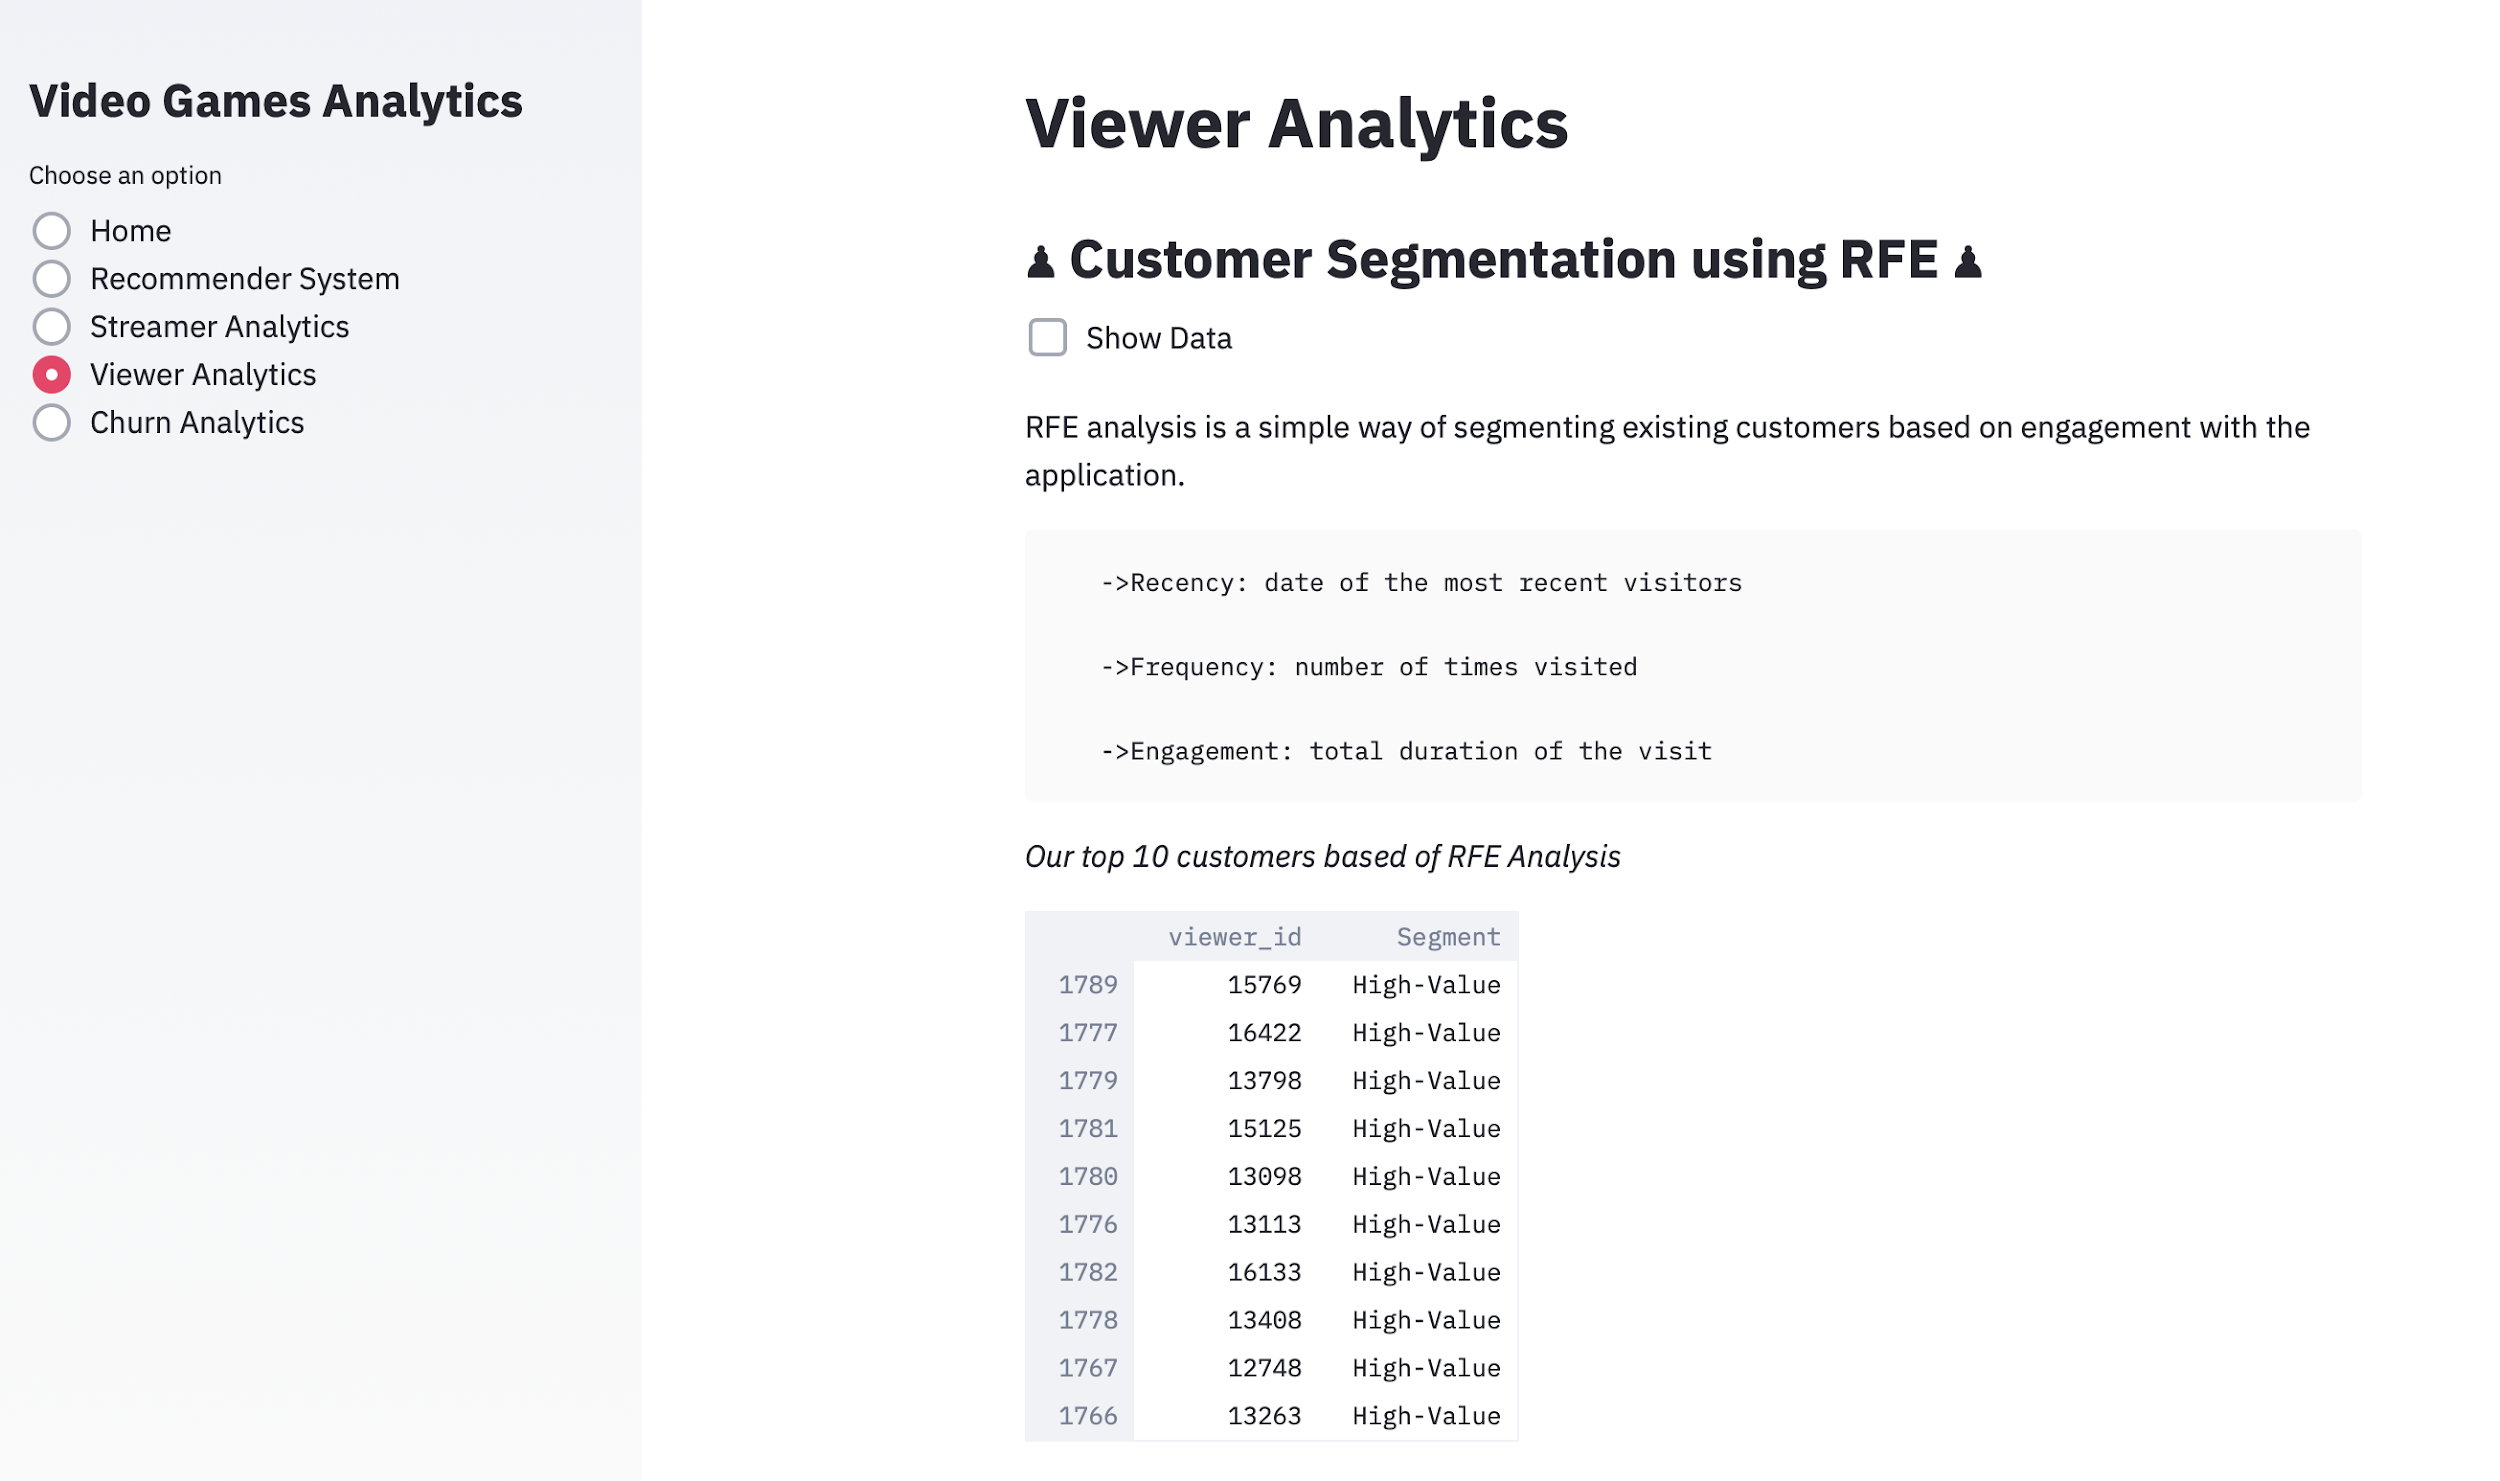 Video Games Analytics
Choose an option
Home
Recommender System
Streamer Analytics
Viewer Analytics
Churn Analytics
Viewer Analytics
♟ Customer Segmentation using RFE ♟
Show Data
RFE analysis is a simple way of segmenting existing customers based on engagement with the
application.
->Recency: date of the most recent visitors
->Frequency: number of times visited
->Engagement: total duration of the visit
Our top 10 customers based of RFE Analysis
viewer_id Segment
1789 15769 High-Value
1777 16422 High-Value
1779 13798 High-Value
1781 15125 High-Value
1780 13098 High-Value
1776 13113 High-Value
1782 16133 High-Value
1778 13408 High-Value
1767 12748 High-Value
1766 13263 High-Value